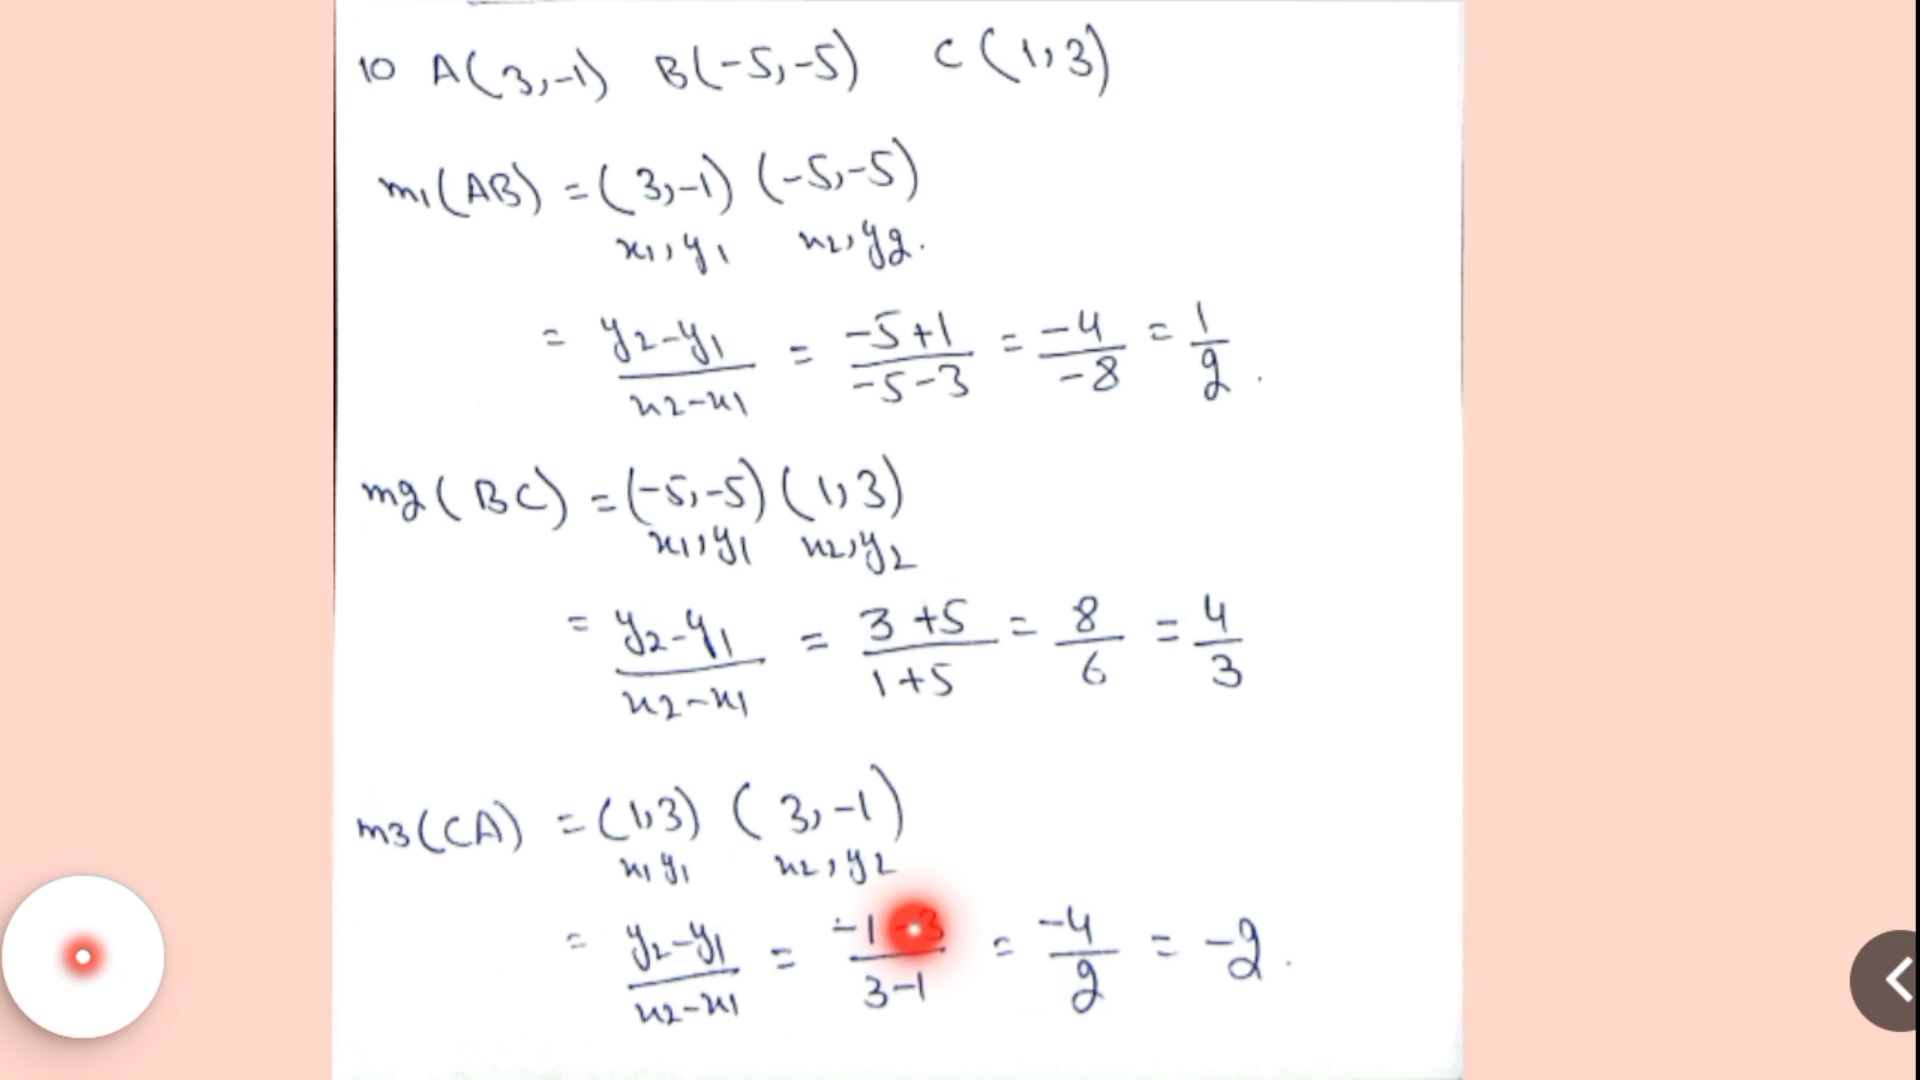 10 A(3,-1) B(-5,-5) C(1,3)
m1(AB) = (3,-1) (-5,-5)
x1,y1 x2,y2.
= y2-y1/x2-x1 = -5+1/-5-3 = -4/-8 = 1/2.
m2(BC) = (-5,-5) (1,3)
x1,y1 x2,y2
= y2-y1/x2-x1 = 3+5/1+5 = 8/6 = 4/3
m3(CA) = (1,3) (3,-1)
x1 y1 x2,y2
= y2-y1/x2-x1 = -1-3/3-1 = -4/2 = -2.